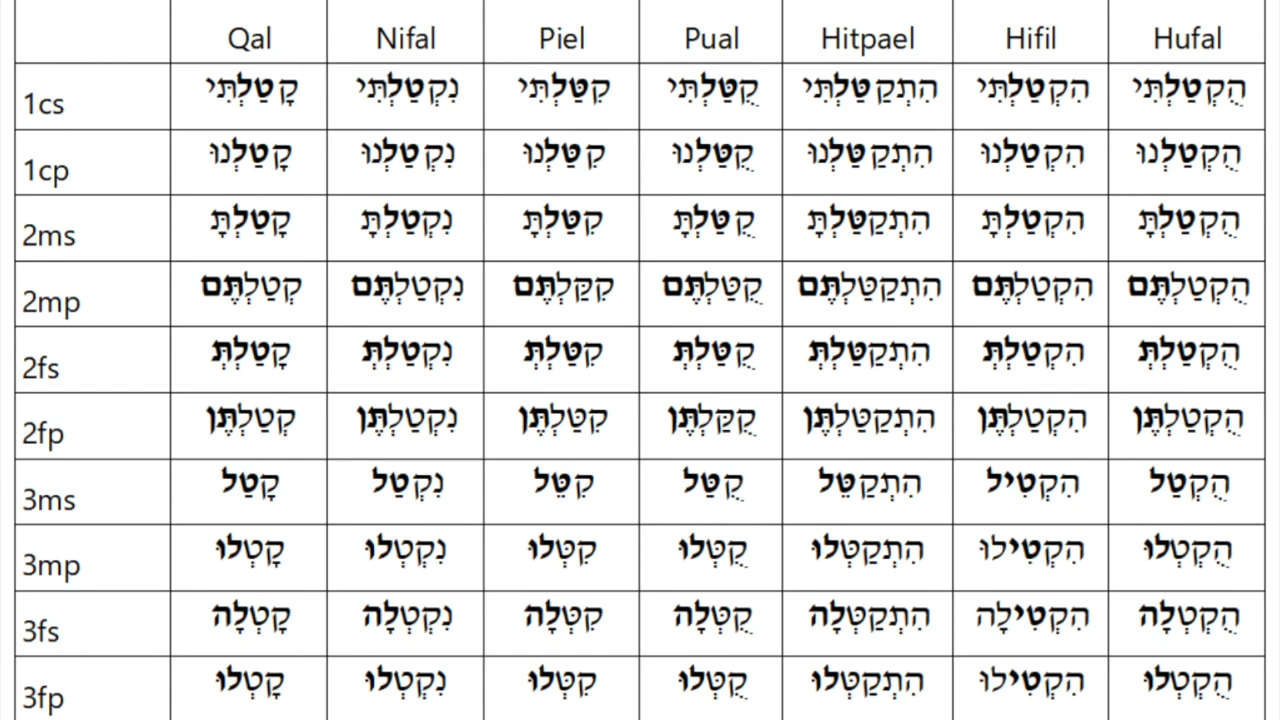 Qal Nifal Piel Pual Hitpael Hifil Hufal
1cs קָטַלְתִּי נִקְטַלְתִּי קִטַּלְתִּי קֻטַּלְתִּי הִתְקַטַּלְתִּי הִקְטַלְתִּי הֻקְטַלְתִּי
1cp קָטַלְנוּ נִקְטַלְנוּ קִטַּלְנוּ קֻטַּלְנוּ הִתְקַטַּלְנוּ הִקְטַלְנוּ הֻקְטַלְנוּ
2ms קָטַלְתָּ נִקְטַלְתָּ קִטַּלְתָּ קֻטַּלְתָּ הִתְקַטַּלְתָּ הִקְטַלְתָּ הֻקְטַלְתָּ
2mp קְטַלְתֶּם נִקְטַלְתֶּם קִקַּלְתֶּם קֻטַּלְתֶּם הִתְקַטַּלְתֶּם הִקְטַלְתֶּם הֻקְטַלְתֶּם
2fs קָטַלְתְּ נִקְטַלְתְּ קִטַּלְתְּ קֻטַּלְתְּ הִתְקַטַּלְתְּ הִקְטַלְתְּ הֻקְטַלְתְּ
2fp קְטַלְתֶּן נִקְטַלְתֶּן קִטַּלְתֶּן קֻקַּלְתֶּן הִתְקַטַּלְתֶּן הִקְטַלְתֶּן הֻקְטַלְתֶּן
3ms קָטַל נִקְטַל קִטֵּל קֻטַּל הִתְקַטֵּל הִקְטִיל הֻקְטַל
3mp קָטְלוּ נִקְטְלוּ קִטְּלוּ קֻטְּלוּ הִתְקַטְּלוּ הִקְטִילוּ הֻקְטְלוּ
3fs קָטְלָה נִקְטְלָה קִטְּלָה קֻטְּלָה הִתְקַטְּלָה הִקְטִילָה הֻקְטְלָה
3fp קָטְלוּ נִקְטְלוּ קִטְּלוּ קֻטְּלוּ הִתְקַטְּלוּ הִקְטִילוּ הֻקְטְלוּ